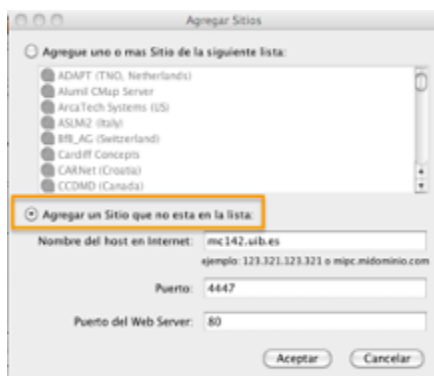 Agregar Sitios
Agregue uno o mas Sitio de la siguiente lista:
ADAPT (TNO, Netherlands)
Alumil CMap Server
ArcaTech Systems (US)
ASLMI2 (Italy)
BfB_AG (Switzerland)
Cardiff Concepts
CARNet (Croatia)
CCDMD (Canada)
Agregar un Sitio que no esta en la lista:
Nombre del host en Internet: mc142.uib.es
ejemplo: 123.321.123.321 o mipc.midominio.com
Puerto: 4447
Puerto del Web Server: 80
Aceptar Cancelar